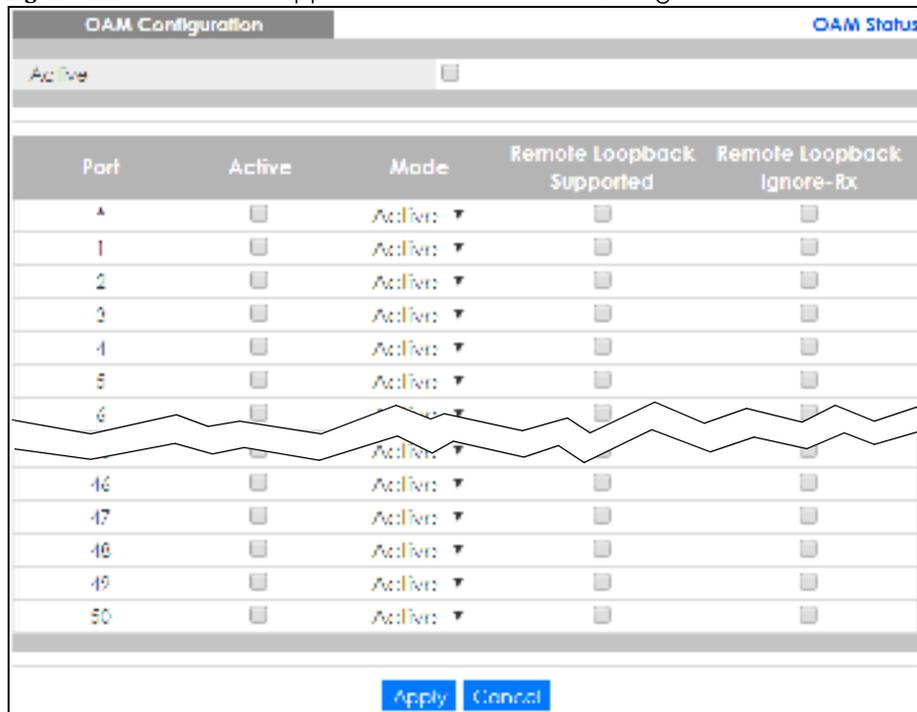 OAM Configuration OAM Status
Active
Port Active Mode Remote Loopback Supported Remote Loopback Ignore-Rx
* Active
1 Active
2 Active
3 Active
4 Active
5 Active
6
Active
46 Active
47 Active
48 Active
49 Active
50 Active
Apply Cancel